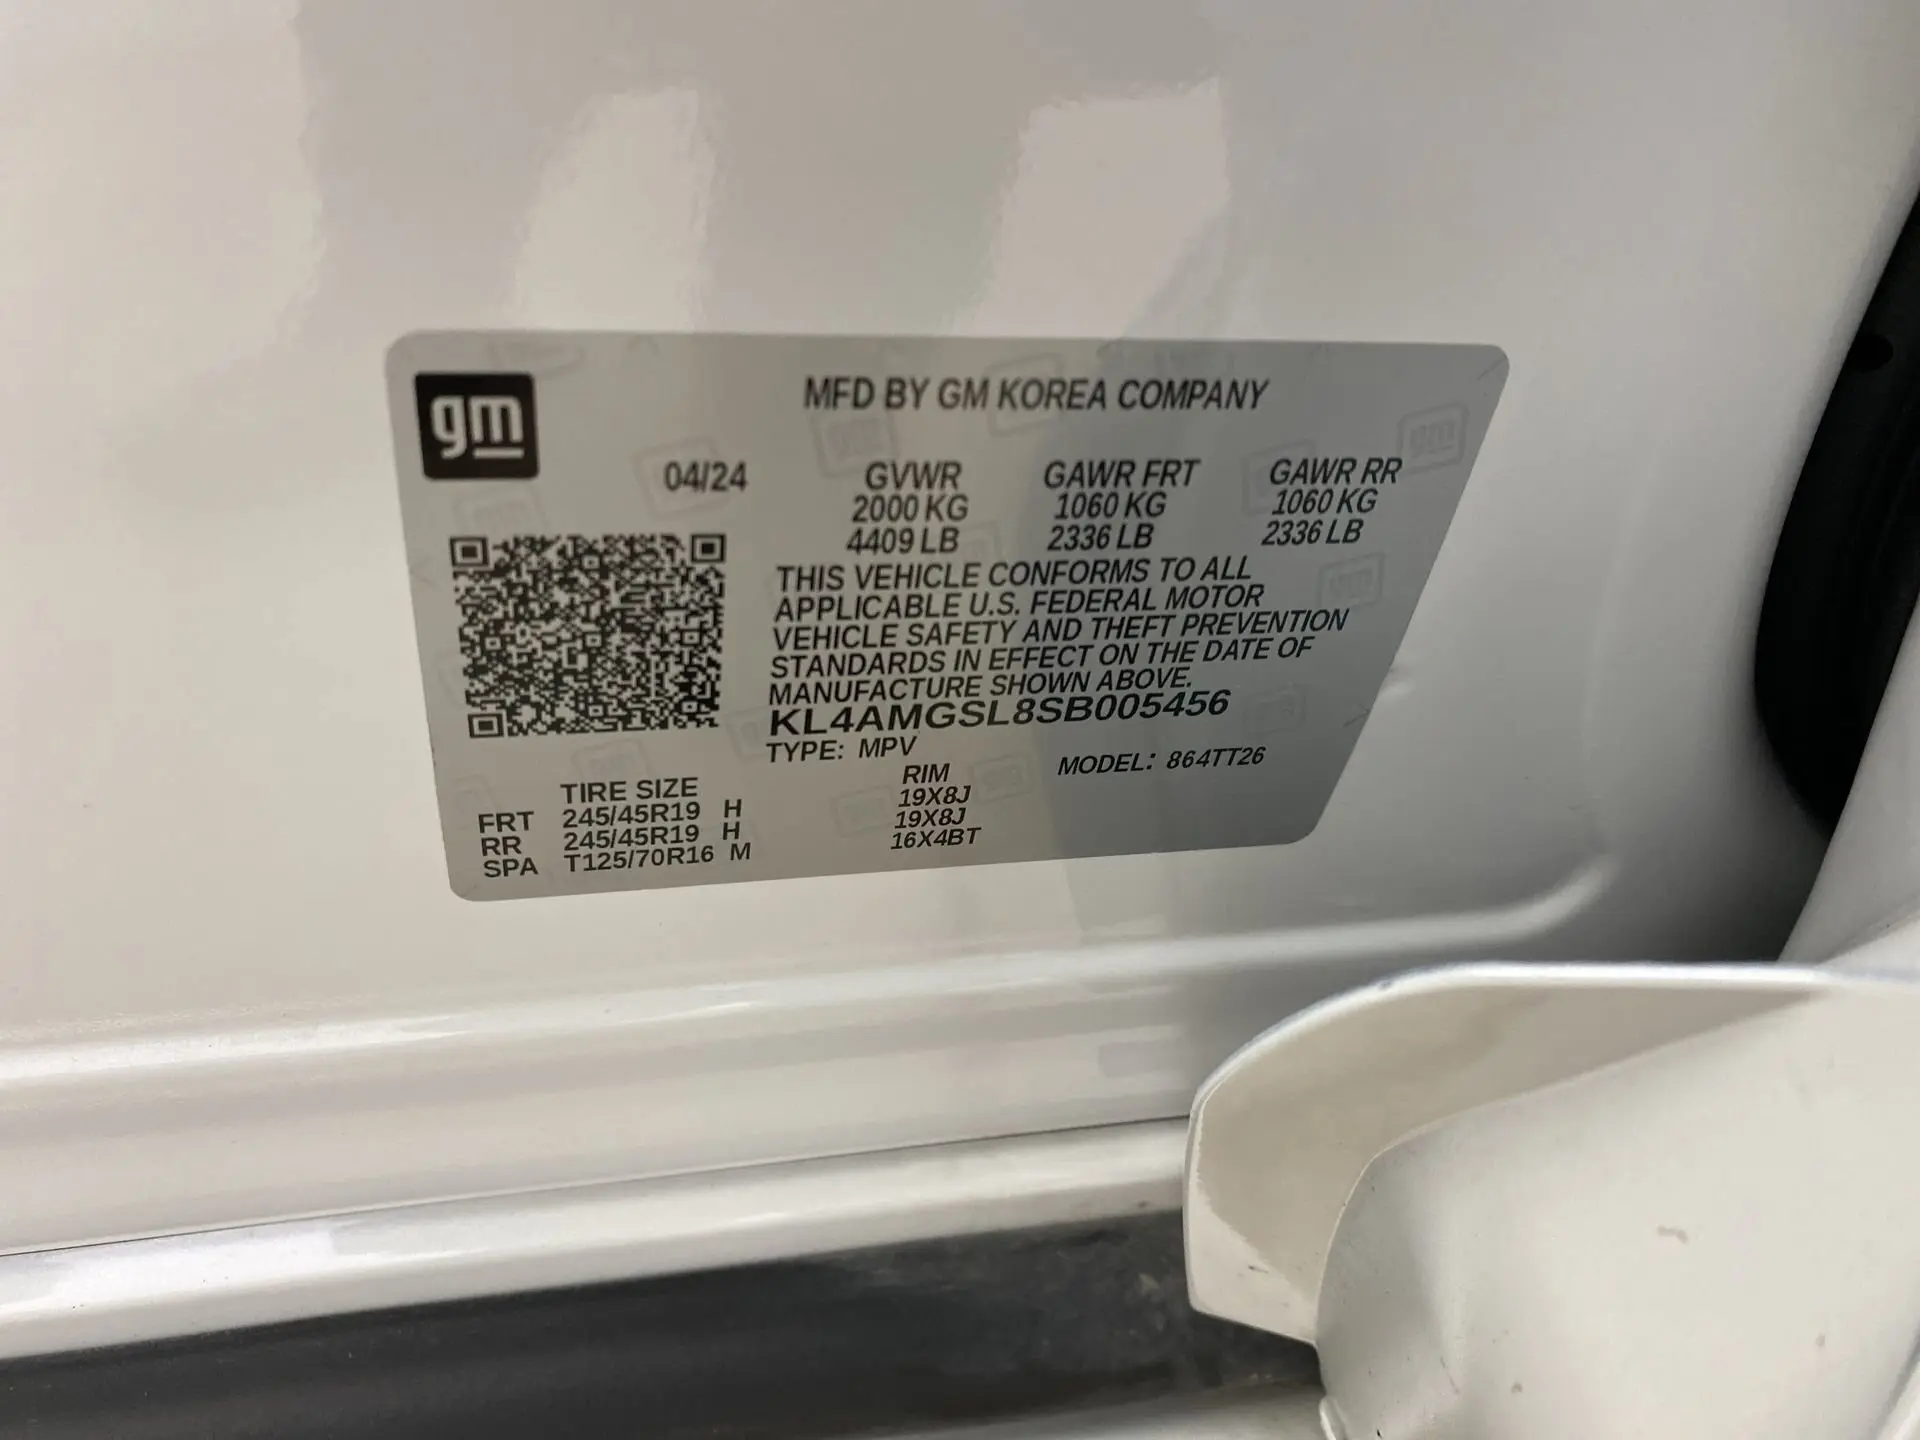 gm
MFD BY GM KOREA COMPANY
04/24 GVWR GAWR FRT GAWR RR
2000 KG 1060 KG 1060 KG
4409 LB 2336 LB 2336 LB
THIS VEHICLE CONFORMS TO ALL
APPLICABLE U.S. FEDERAL MOTOR
VEHICLE SAFETY AND THEFT PREVENTION
STANDARDS IN EFFECT ON THE DATE OF
MANUFACTURE SHOWN ABOVE.
KL4AMGSL8SB005456
TYPE: MPV MODEL: 864TT26
TIRE SIZE RIM
FRT 245/45R19 H 19X8J
RR 245/45R19 H 19X8J
SPA T125/70R16 M 16X4BT